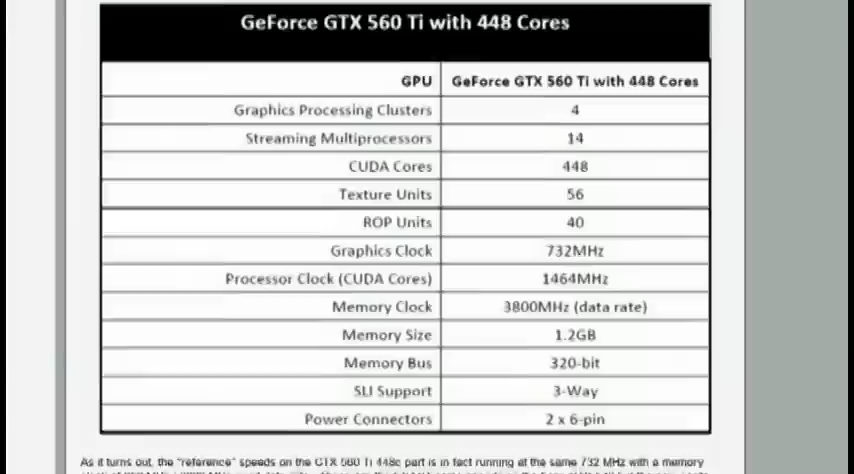 GeForce GTX 560 Ti with 448 Cores
GPU GeForce GTX 560 Ti with 448 Cores
Graphics Processing Clusters 4
Streaming Multiprocessors 14
CUDA Cores 448
Texture Units 56
ROP Units 40
Graphics Clock 732MHz
Processor Clock (CUDA Cores) 1464MHz
Memory Clock 3800MHz (data rate)
Memory Size 1.2GB
Memory Bus 320-bit
SLI Support 3-Way
Power Connectors 2 x 6-pin
As it turns out, the "reference" speeds on the GTX 560 Ti 448c part is in fact running at the same 732 MHz with a memory